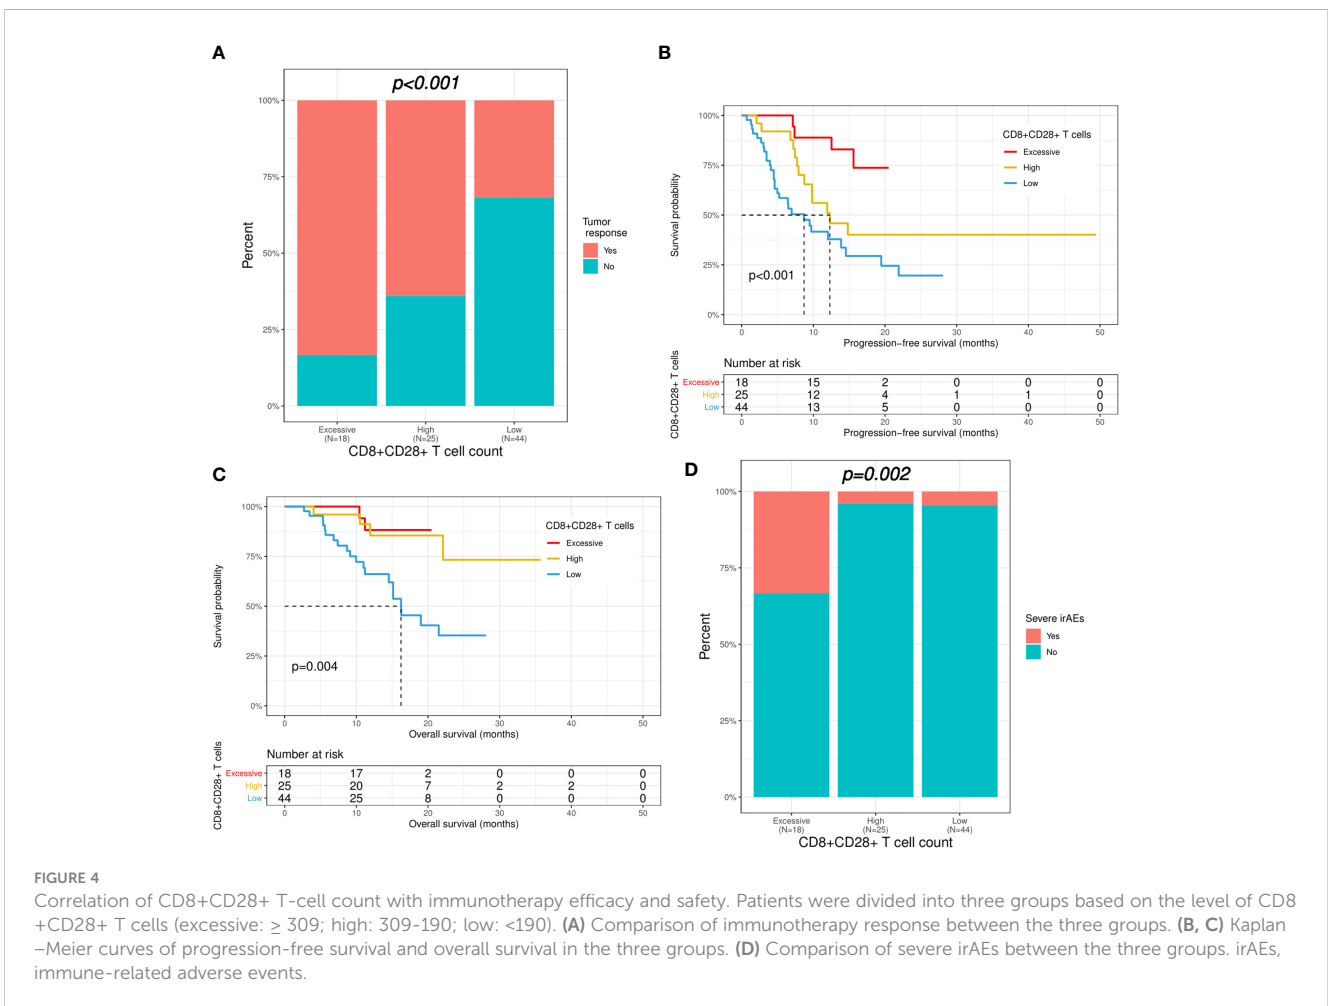 A
p<0.001
100%
75%
50%
25%
0%
Percent
Excessive
(N=18)
High
(N=25)
Low
(N=44)
CD8+CD28+ T cell count
Tumor
response
Yes
No
B
100%
75%
50%
25%
0%
Survival probability
CD8+CD28+ T cells
Excessive
High
Low
p<0.001
0 10 20 30 40 50
Progression−free survival (months)
Number at risk
CD8+CD28+ T cells
Excessive 18 15 2 0 0 0
High 25 12 4 1 1 0
Low 44 13 5 0 0 0
0 10 20 30 40 50
Progression−free survival (months)
C
100%
75%
50%
25%
0%
Survival probability
CD8+CD28+ T cells
Excessive
High
Low
p=0.004
0 10 20 30 40 50
Overall survival (months)
Number at risk
CD8+CD28+ T cells
Excessive 18 17 2 0 0 0
High 25 20 7 2 2 0
Low 44 25 8 0 0 0
0 10 20 30 40 50
Overall survival (months)
D
p=0.002
100%
75%
50%
25%
0%
Percent
Excessive
(N=18)
High
(N=25)
Low
(N=44)
CD8+CD28+ T cell count
Severe irAEs
Yes
No
FIGURE 4
Correlation of CD8+CD28+ T-cell count with immunotherapy efficacy and safety. Patients were divided into three groups based on the level of CD8
+CD28+ T cells (excessive: ≥ 309; high: 309-190; low: <190). (A) Comparison of immunotherapy response between the three groups. (B, C) Kaplan
–Meier curves of progression-free survival and overall survival in the three groups. (D) Comparison of severe irAEs between the three groups. irAEs,
immune-related adverse events.